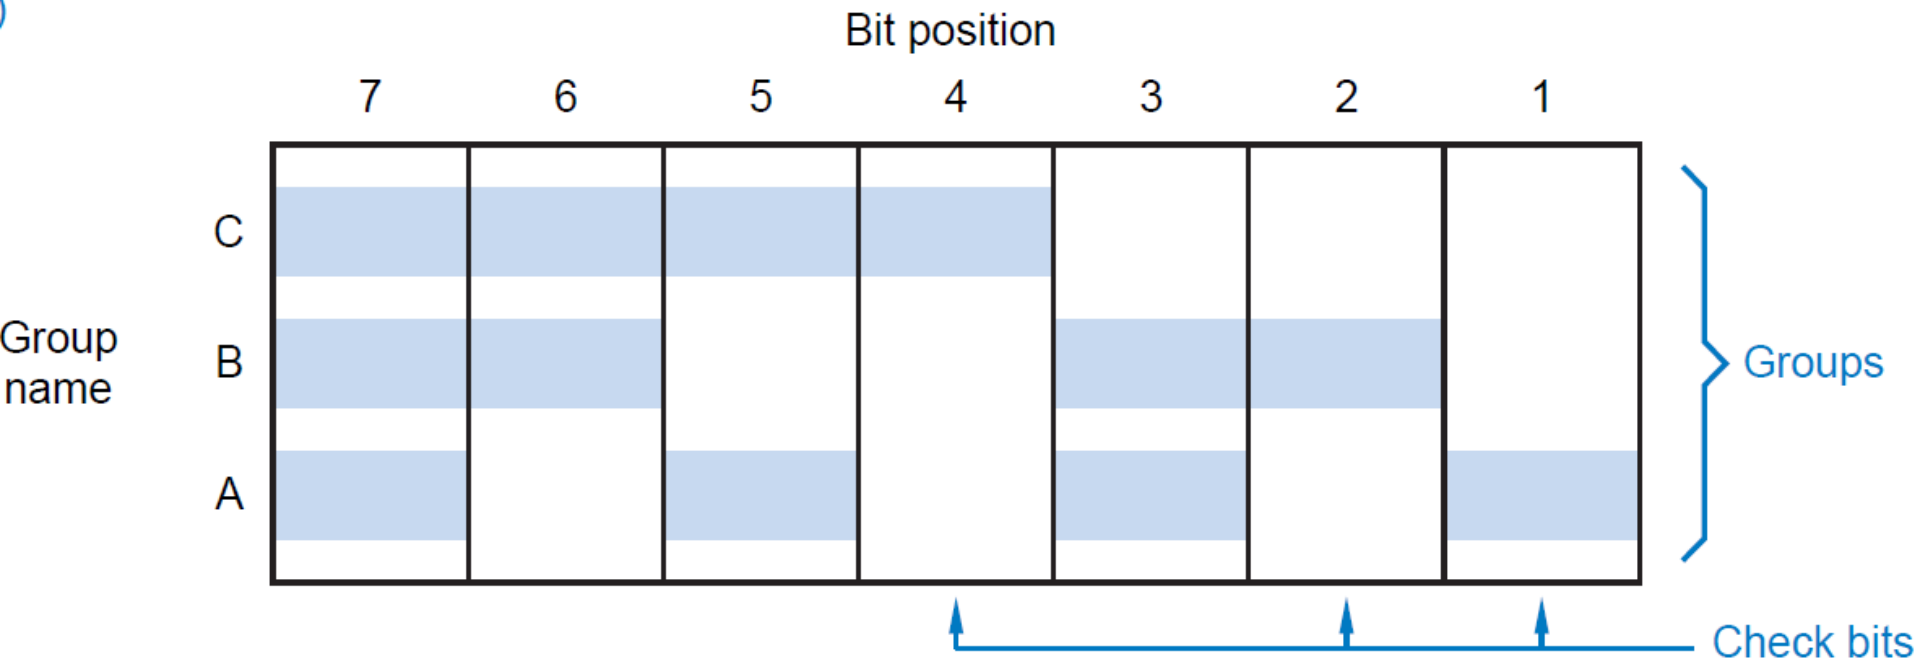 )
Bit position
7 6 5 4 3 2 1
C
Group
name
B
Groups
A
Check bits